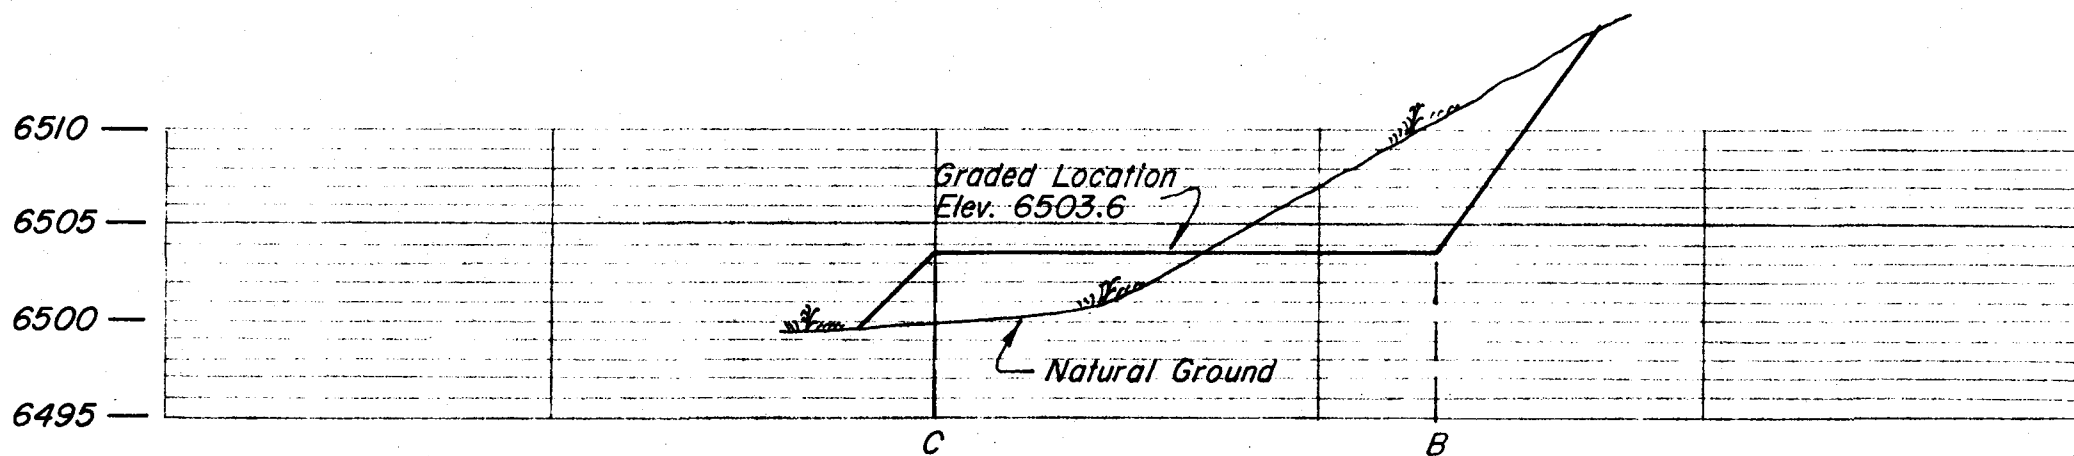 6510
Graded Location
Elev. 6503.6
6505
6500
Natural Ground
6495
C
B